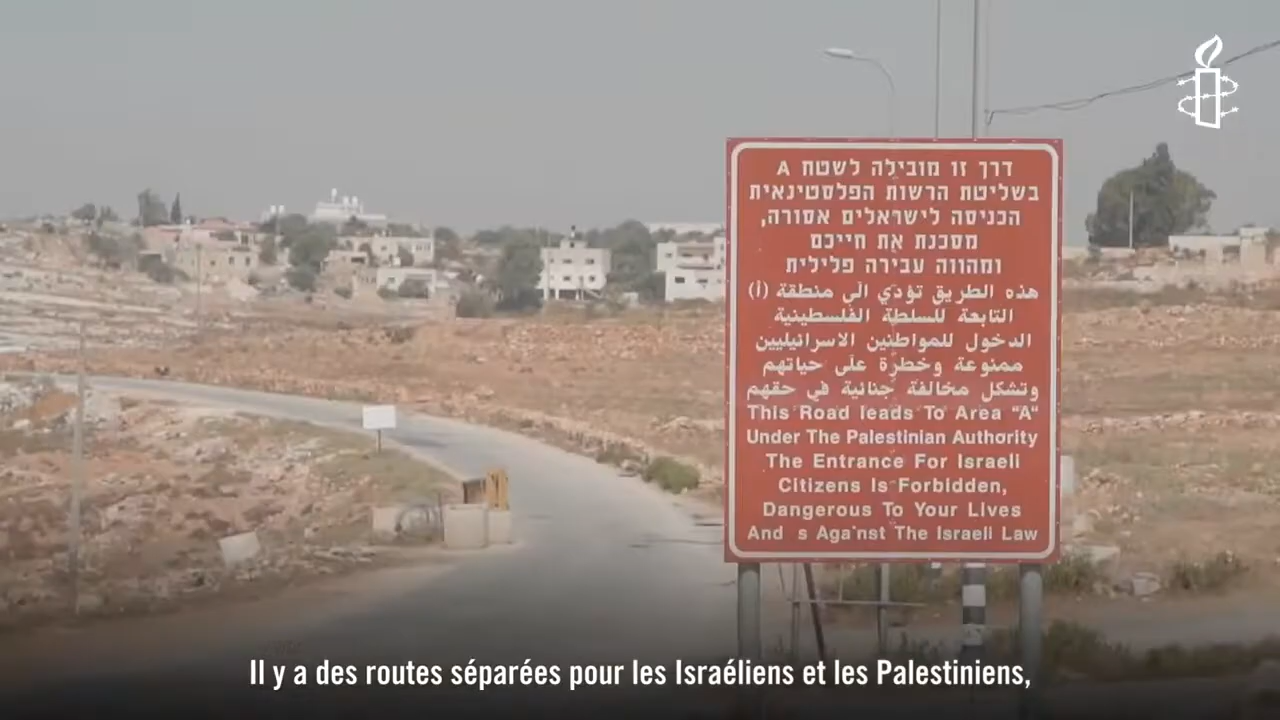 דרך זו מובילה לשטח A
בשליטת הרשות הפלסטינאית
הכניסה לישראלים אסורה,
מסכנת את חייכם
ומהווה עבירה פלילית
هذه الطريق تؤدي الى منطقة (أ)
التابعة للسلطة الفلسطينية
الدخول للمواطنين الاسرائيليين
ممنوعة وخطرة على حياتهم
وتشكل مخالفة جنائية في حقهم
This Road leads To Area "A"
Under The Palestinian Authority
The Entrance For Israeli
Citizens Is Forbidden,
Dangerous To Your Lives
And s Aga nst The Israeli Law
Il y a des routes séparées pour les Israéliens et les Palestiniens,